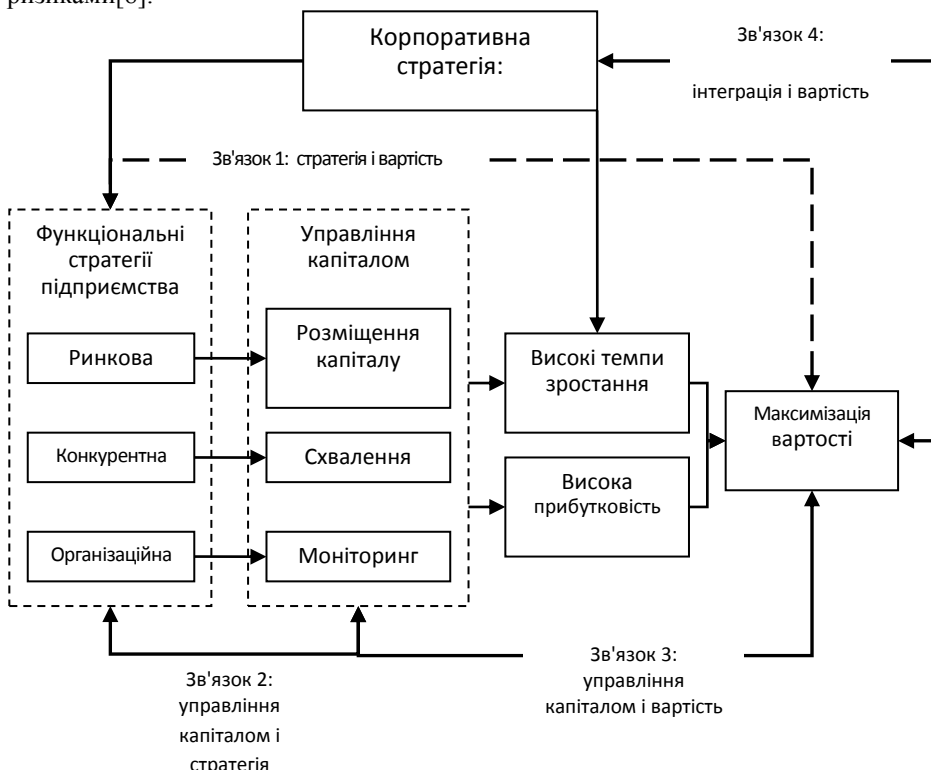 ризиками[8].
Корпоративна
стратегія:
Зв'язок 4:
інтеграція і вартість
Зв'язок 1: стратегія і вартість
Функціональні
стратегії
підприємства
Управління
капіталом
Ринкова
Розміщення
капіталу
Високі темпи
зростання
Максимізація
вартості
Конкурентна
Схвалення
Висока
прибутковість
Організаційна
Моніторинг
Зв'язок 2:
управління
капіталом і
стратегія
Зв'язок 3:
управління
капіталом і вартість